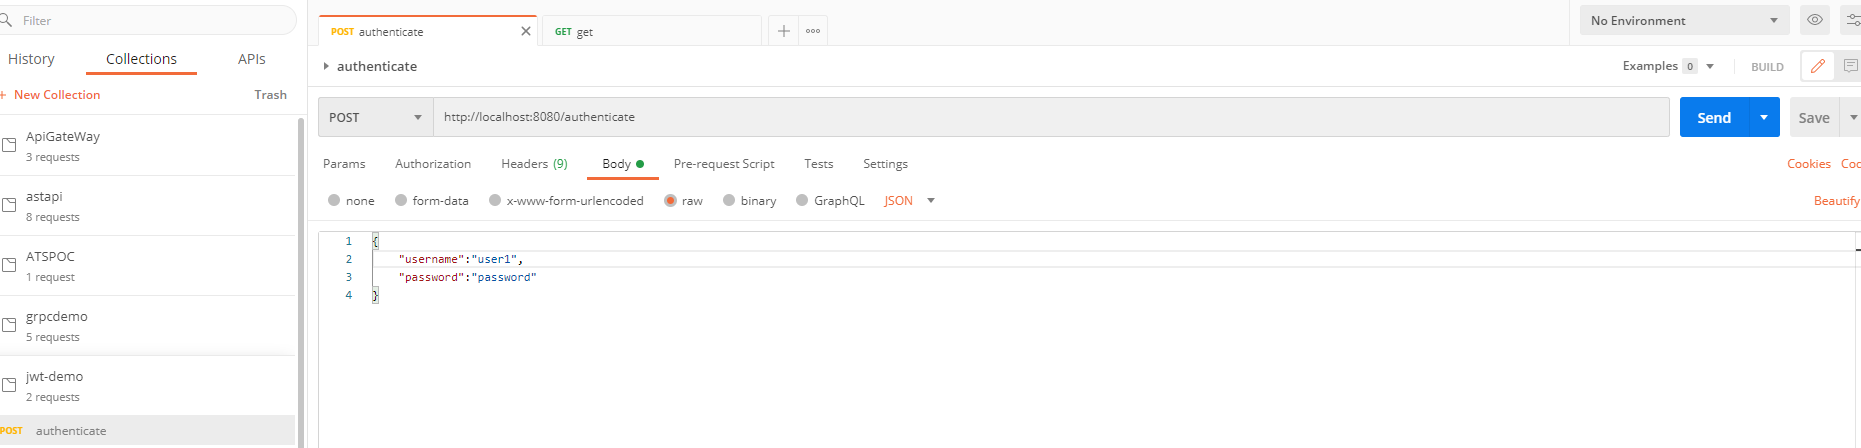 Filter
History Collections APIs
+ New Collection Trash
ApiGateWay
3 requests
astapi
8 requests
ATSPOC
1 request
grpcdemo
5 requests
jwt-demo
2 requests
POST authenticate
POST authenticate GET get No Environment
authenticate Examples 0 BUILD
POST http://localhost:8080/authenticate Send Save
Params Authorization Headers (9) Body Pre-request Script Tests Settings Cookies
none form-data x-www-form-urlencoded raw binary GraphQL JSON Beautify
1 {
2 "username":"user1",
3 "password":"password"
4 }